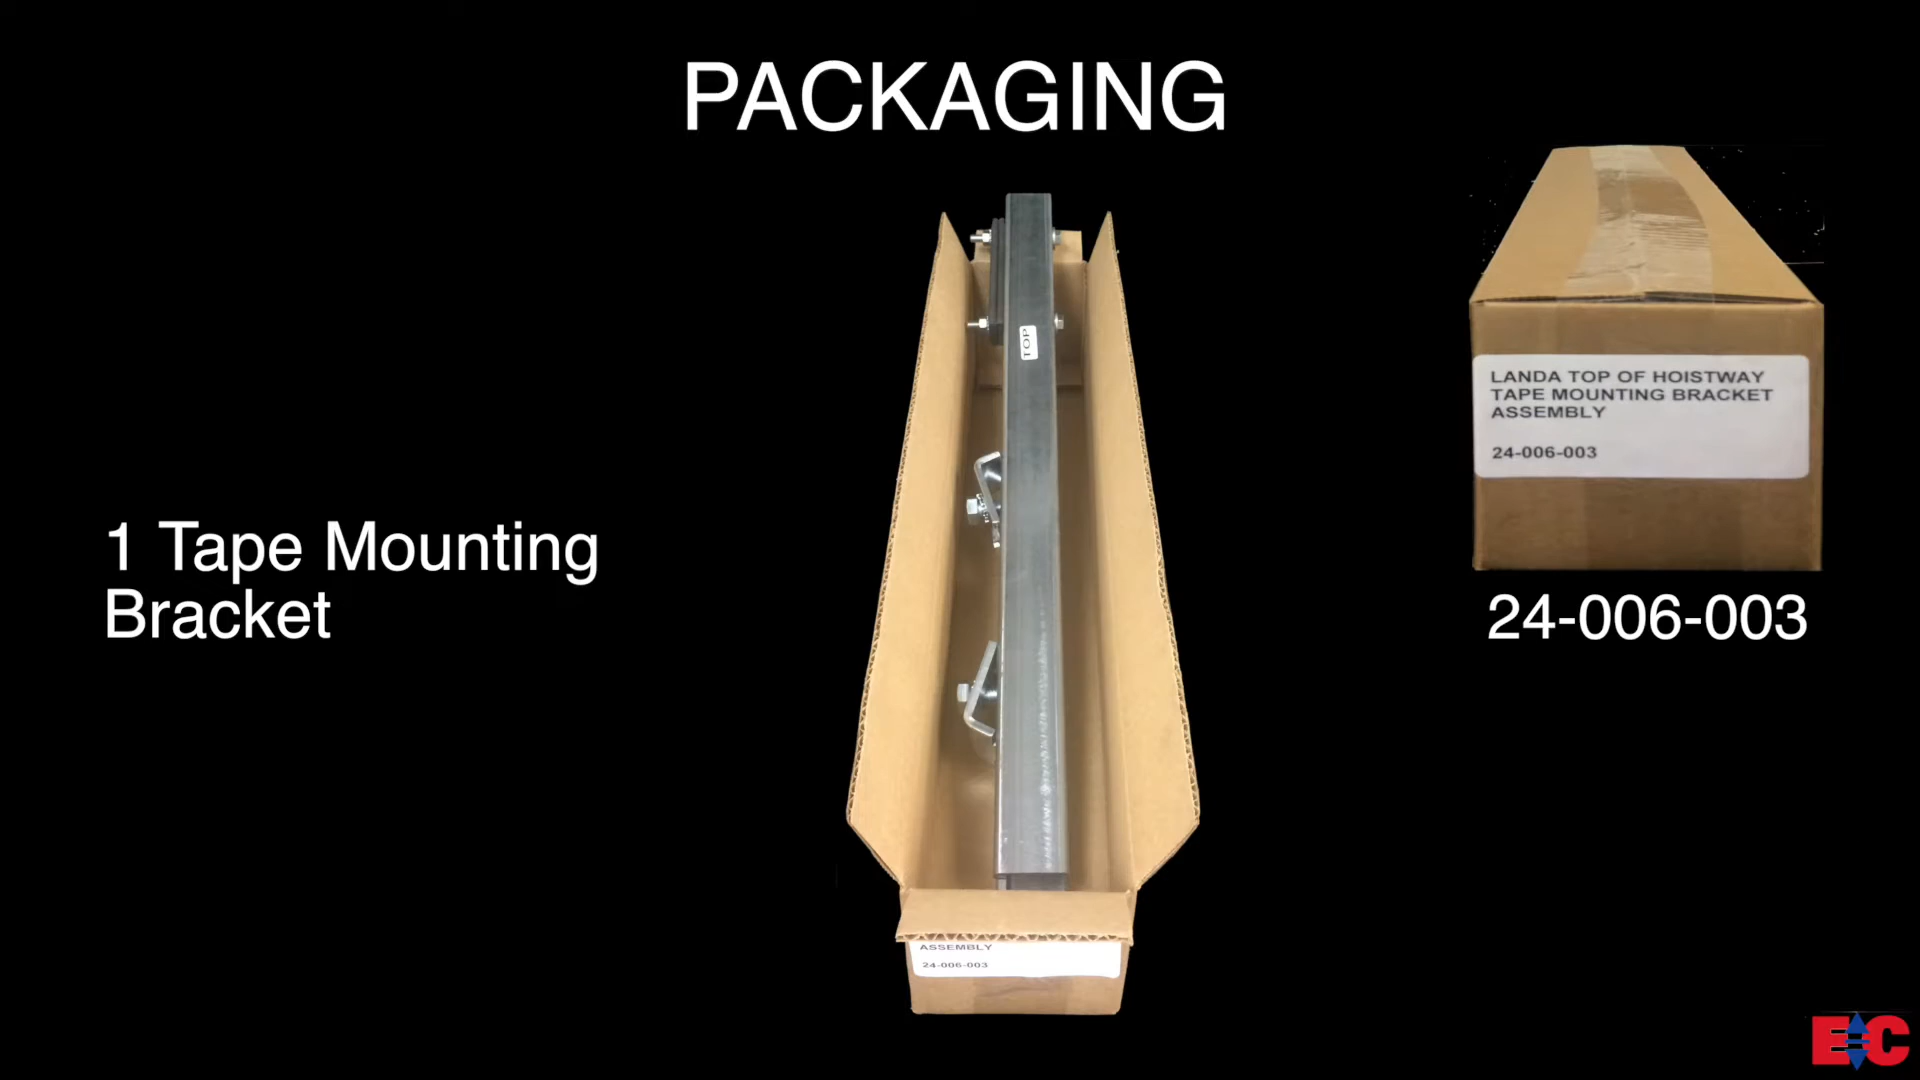 PACKAGING
TOP
LANDA TOP OF HOISTWAY
TAPE MOUNTING BRACKET
ASSEMBLY
24-006-003
1 Tape Mounting
Bracket
24-006-003
ASSEMBLY
24-006-003
EC